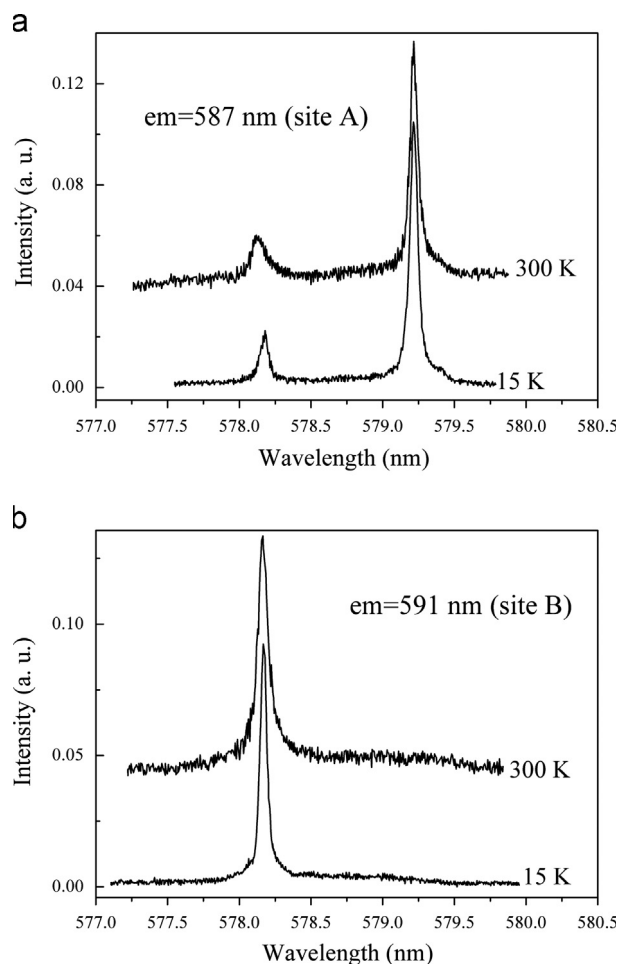 a
0.12
em=587 nm (site A)
0.08
Intensity (a. u.)
0.04
300 K
0.00
15 K
577.0 577.5 578.0 578.5 579.0 579.5 580.0 580.5
Wavelength (nm)
b
em=591 nm (site B)
0.10
Intensity (a. u.)
0.05
300 K
0.00
15 K
577.0 577.5 578.0 578.5 579.0 579.5 580.0 580.5
Wavelength (nm)